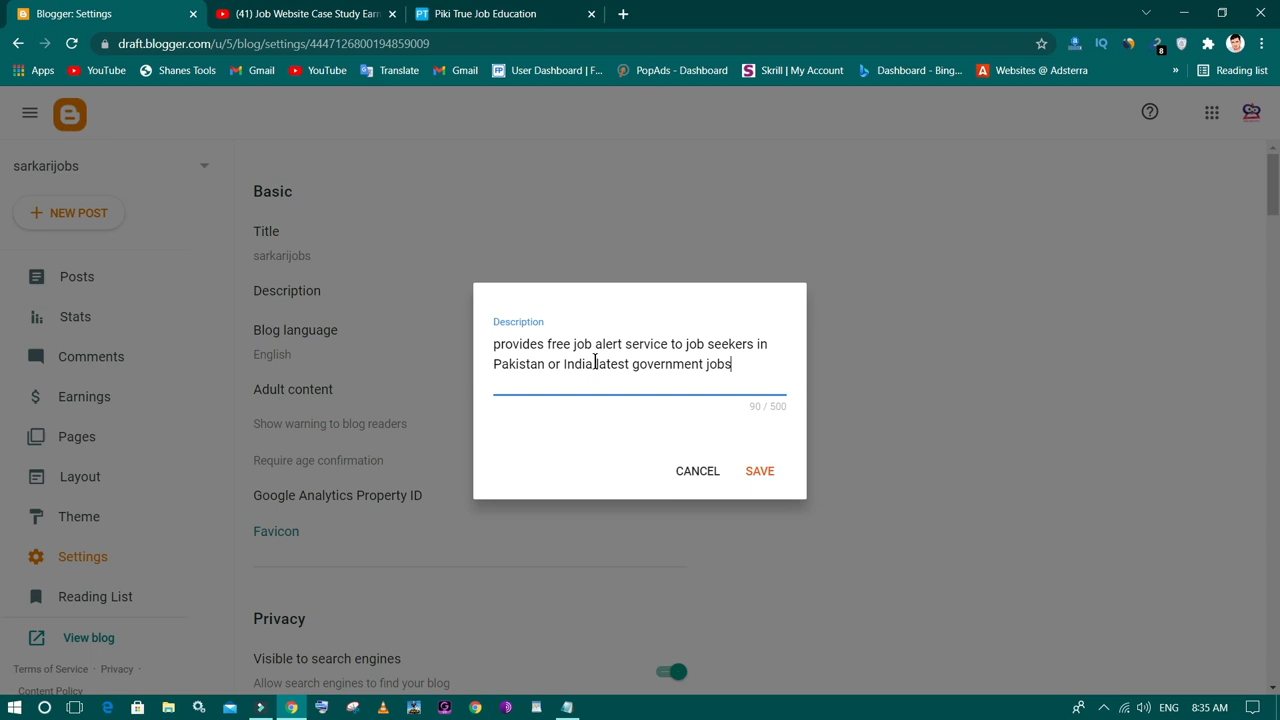 Blogger: Settings
(41) Job Website Case Study Earn
Piki True Job Education
draft.blogger.com/u/5/blog/settings/4447126800194859009
IQ
8
Apps
YouTube
Shanes Tools
Gmail
YouTube
Translate
Gmail
User Dashboard | F...
PopAds - Dashboard
Skrill | My Account
Dashboard - Bing...
Websites @ Adsterra
»
Reading list
sarkarijobs
NEW POST
Posts
Stats
Comments
Earnings
Pages
Layout
Theme
Settings
Reading List
View blog
Terms of Service · Privacy ·
Content Policy
Basic
Title
sarkarijobs
Description
Blog language
English
Adult content
Show warning to blog readers
Require age confirmation
Google Analytics Property ID
Favicon
Privacy
Visible to search engines
Allow search engines to find your blog
Description
provides free job alert service to job seekers in
Pakistan or India,latest government jobs
90 / 500
CANCEL
SAVE
ENG
8:35 AM